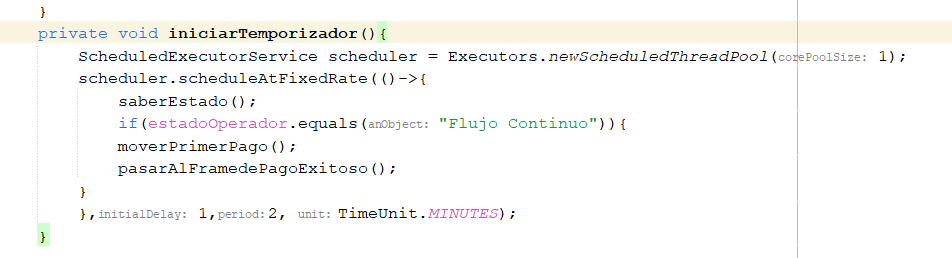 }
private void iniciarTemporizador(){
ScheduledExecutorService scheduler = Executors.newScheduledThreadPool(corePoolSize: 1);
scheduler.scheduleAtFixedRate(()->{
saberEstado();
if(estadoOperador.equals(anObject: "Flujo Continuo")){
moverPrimerPago();
pasarAlFramedePagoExitoso();
}
},initialDelay: 1,period:2, unit: TimeUnit.MINUTES);
}